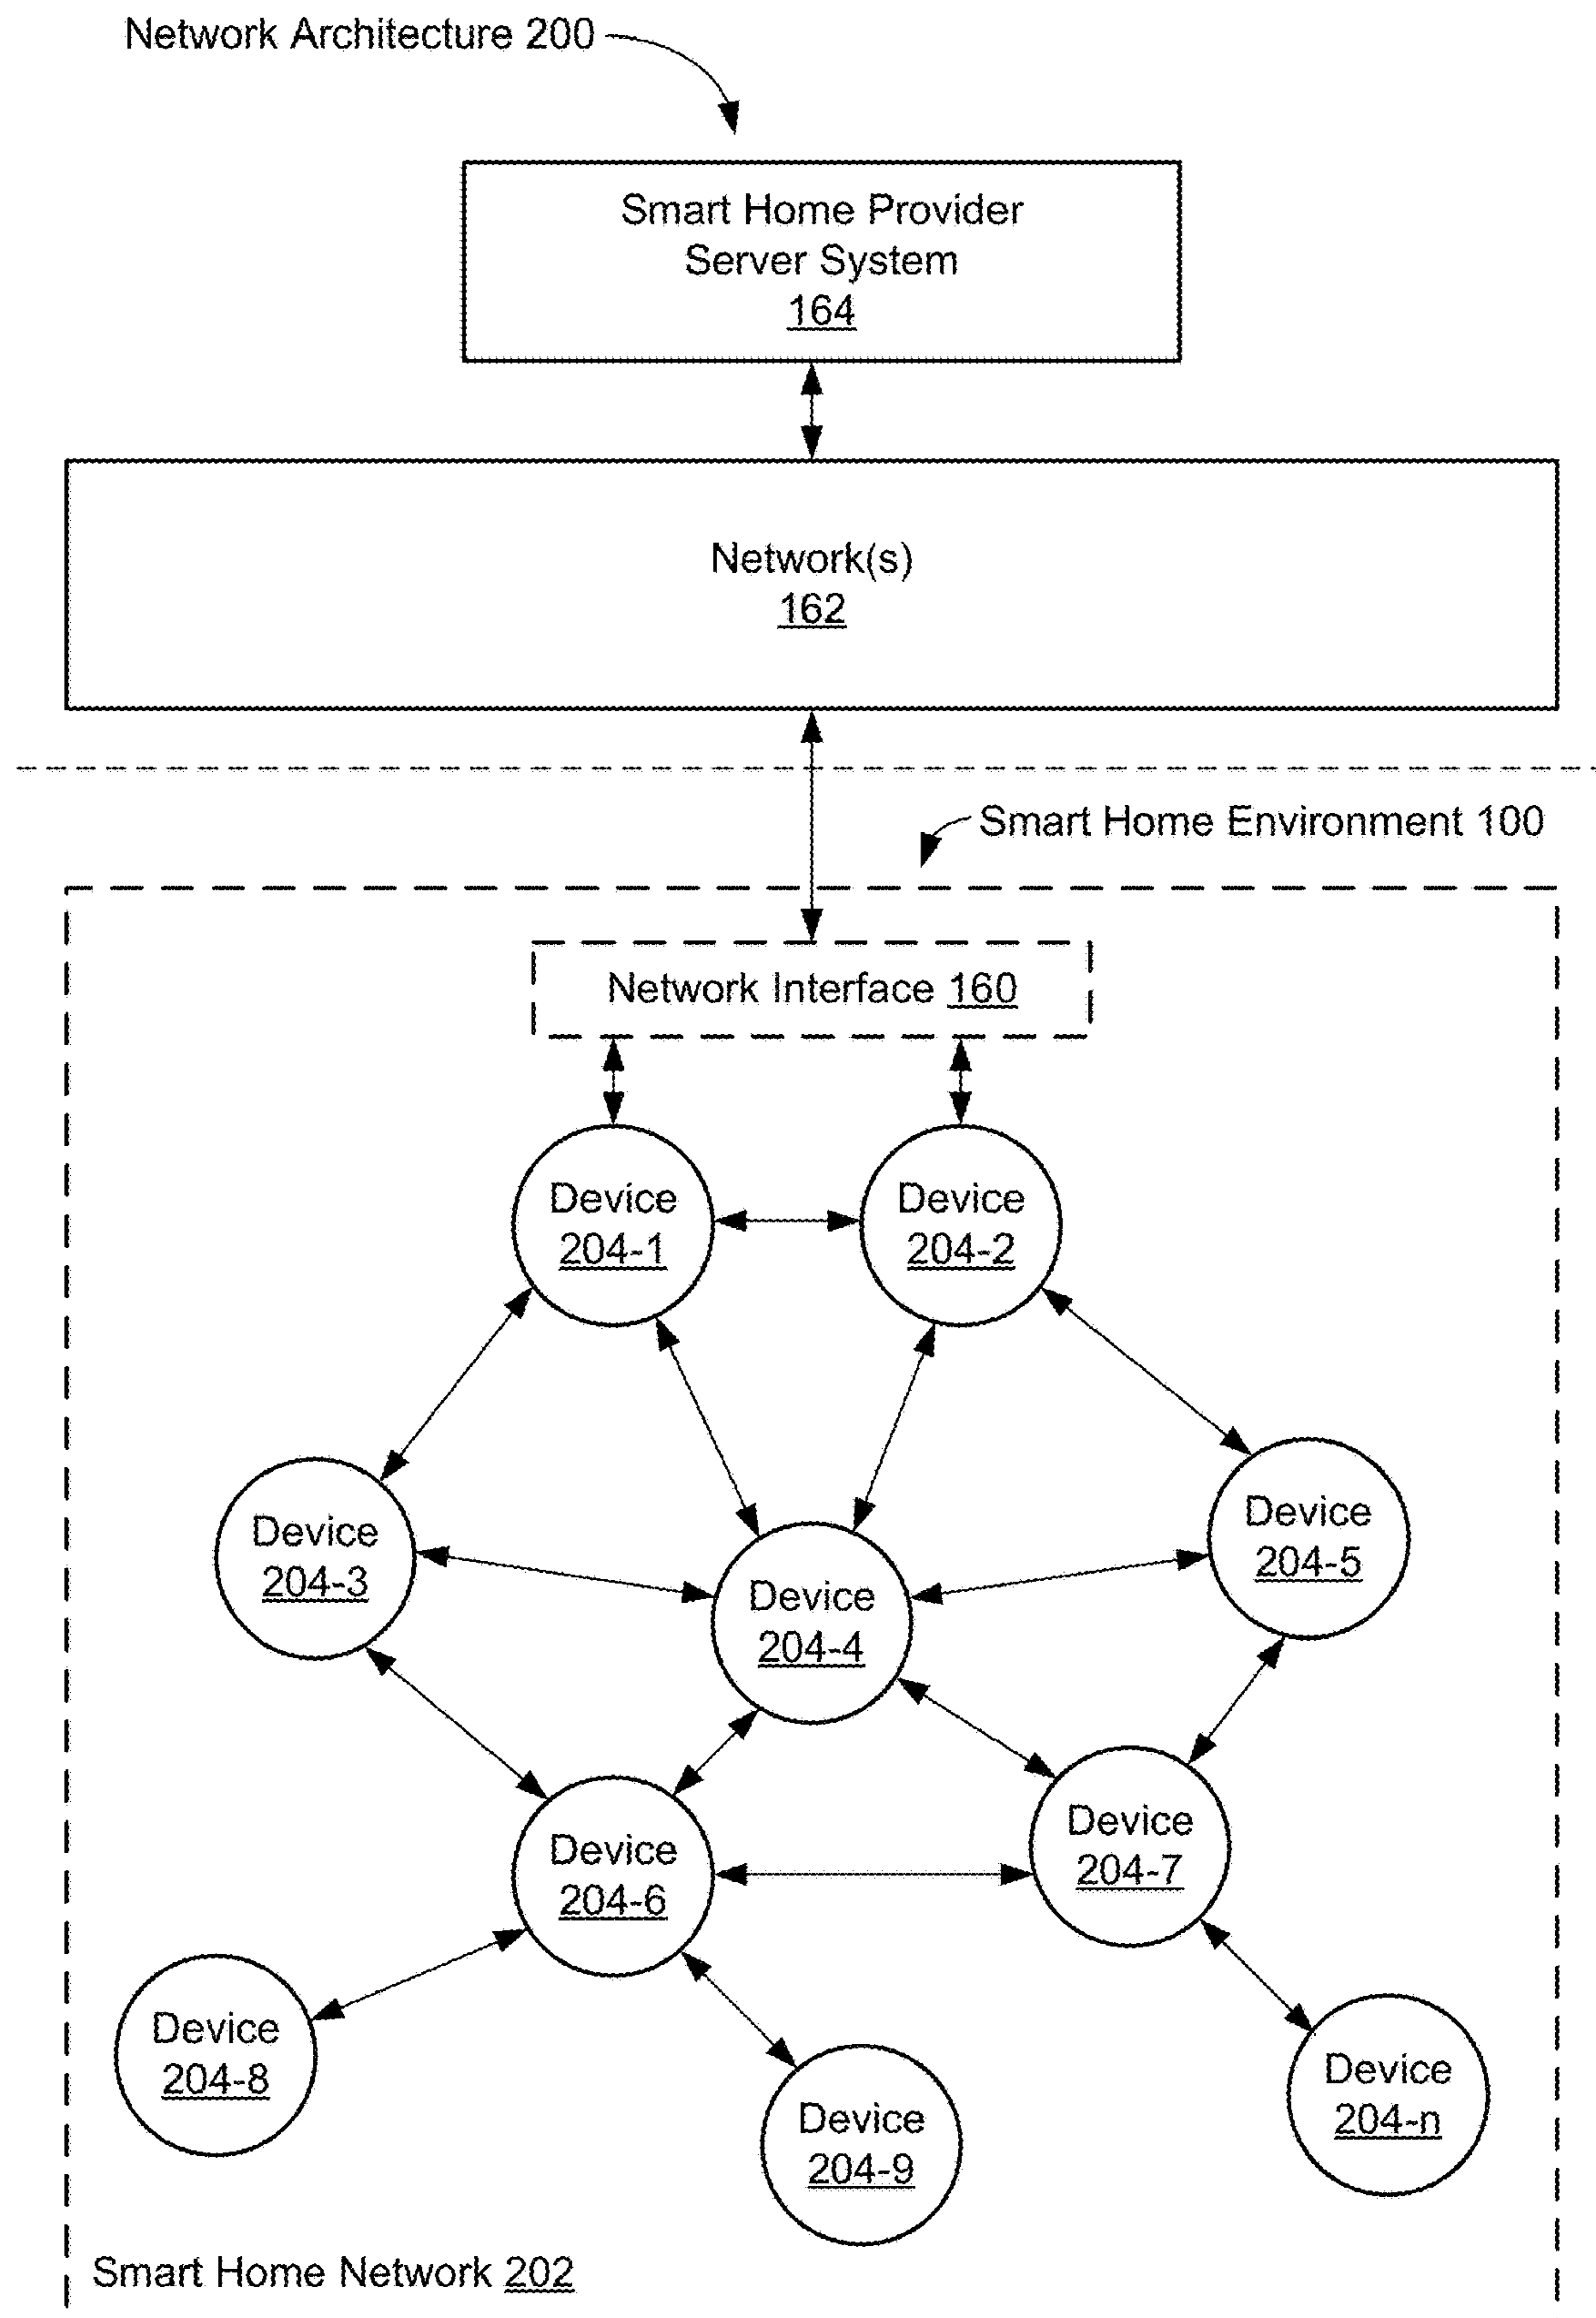 Network Architecture 200
Smart Home Provider
Server System
164
Network(s)
162
Smart Home Environment 100
Network Interface 160
Device
204-1
Device
204-2
Device
204-3
Device
204-4
Device
204-5
Device
204-6
Device
204-7
Device
204-8
Device
204-9
Device
204-n
Smart Home Network 202